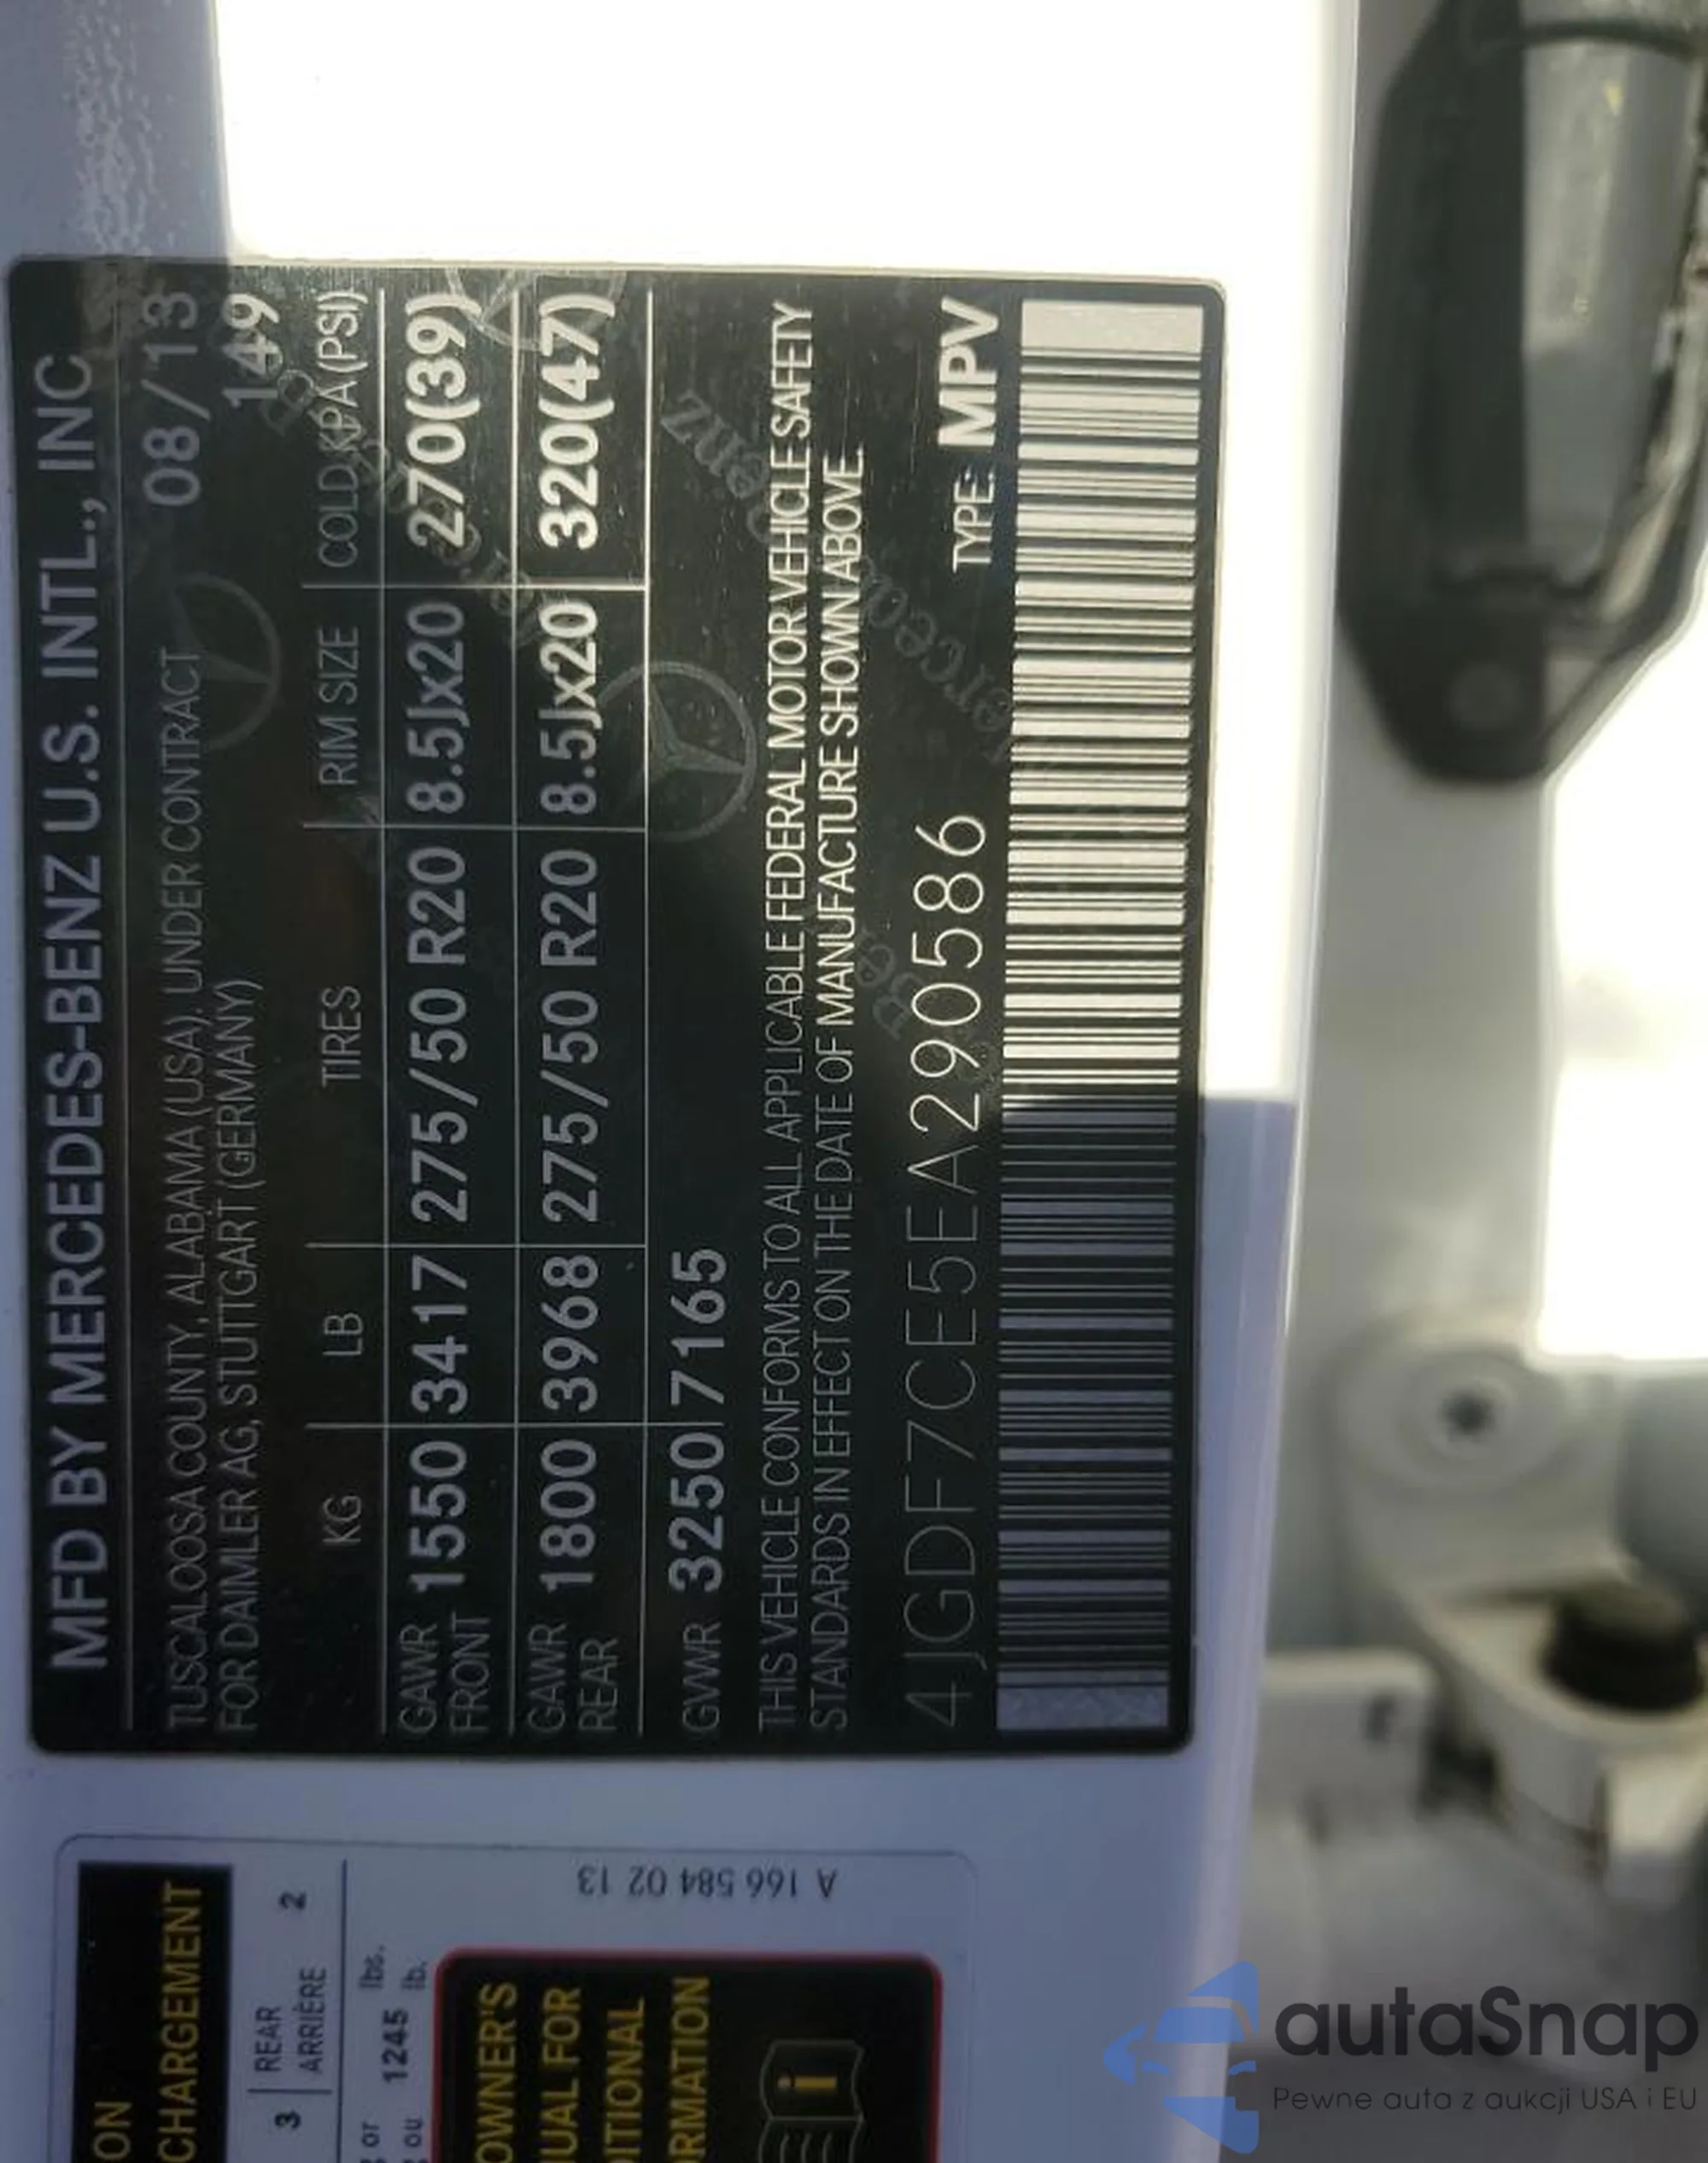 MFD BY MERCEDES-BENZ U.S. INTL., INC
TUSCALOOSA COUNTY, ALABAMA (USA). UNDER CONTRACT 08/13
FOR DAIMLER AG, STUTTGART (GERMANY) 149
KG LB TIRES RIM SIZE COLD KPA (PSI)
GAWR FRONT 1550 3417 275/50 R20 8.5Jx20 270(39)
GAWR REAR 1800 3968 275/50 R20 8.5Jx20 320(47)
GVWR 3250 7165
THIS VEHICLE CONFORMS TO ALL APPLICABLE FEDERAL MOTOR VEHICLE SAFETY
STANDARDS IN EFFECT ON THE DATE OF MANUFACTURE SHOWN ABOVE.
4JGDF7CE5EA290586 TYPE: MPV
Mercedes-Benz
A 166 584 02 13
CHARGEMENT
3 REAR 2
ARRIÈRE
or 1245 lbs.
ou lb.
OWNER'S
FOR
autaSnap
Pewne auta z aukcji USA i EU